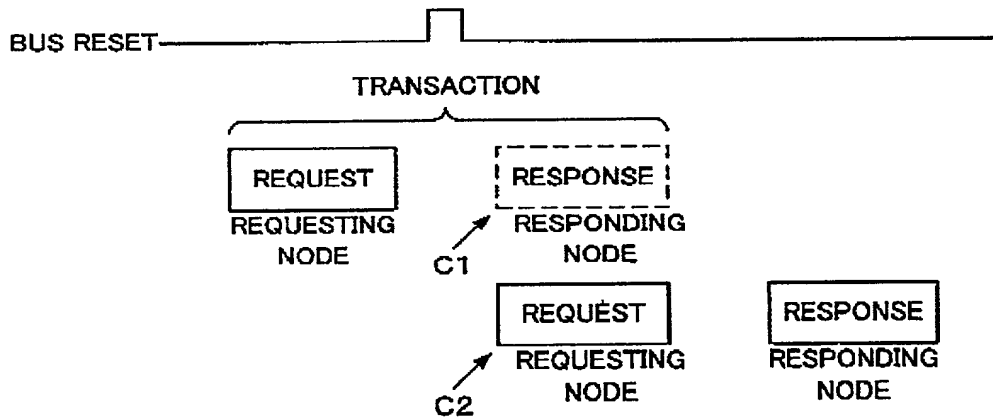 BUS RESET
TRANSACTION
REQUEST
RESPONSE
REQUESTING
NODE
RESPONDING
NODE
C1
REQUEST
RESPONSE
REQUESTING
NODE
RESPONDING
NODE
C2